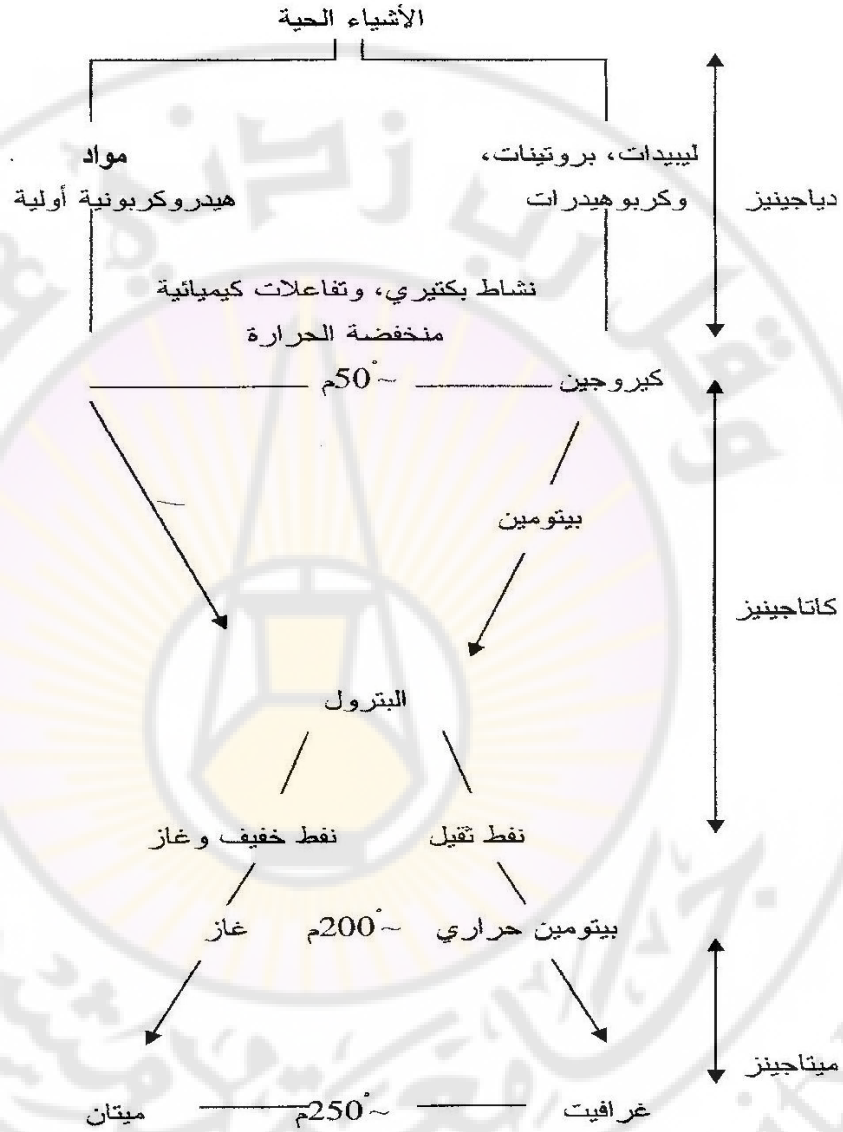 الأشياء الحية
ليبيدات، بروتينات، مواد
دياجينيز وكربوهيدرات هيدروكربونية أولية
نشاط بكتيري، وتفاعلات كيميائية
منخفضة الحرارة
كيروجين ~50°م
بيتومين
كاتاجينيز
البترول
نفط ثقيل نفط خفيف وغاز
بيتومين حراري ~200°م غاز
ميتاجينز
غرافيت ~250°م ميتان